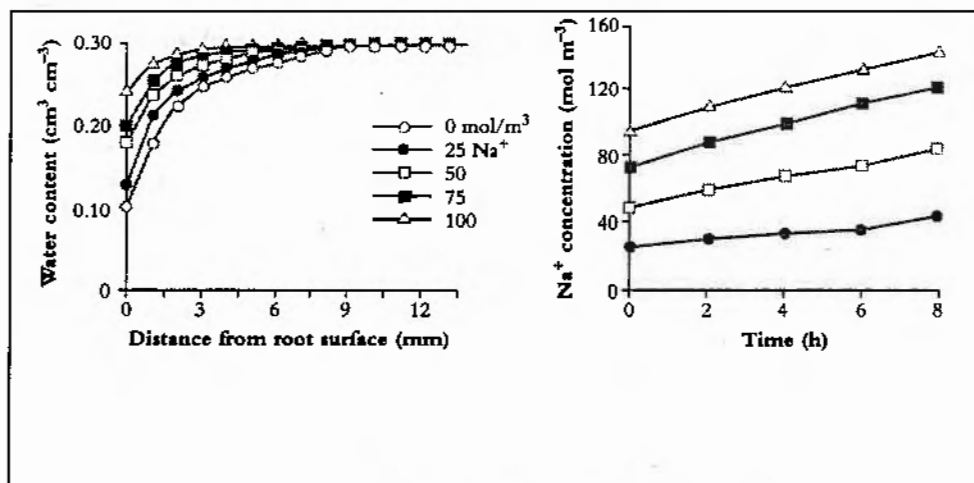 Water content (cm³ cm⁻³)
0.30
0.20
0.10
0
0 3 6 9 12
Distance from root surface (mm)
0 mol/m³
25 Na⁺
50
75
100
Na⁺ concentration (mol m⁻³)
160
120
80
40
0
0 2 4 6 8
Time (h)